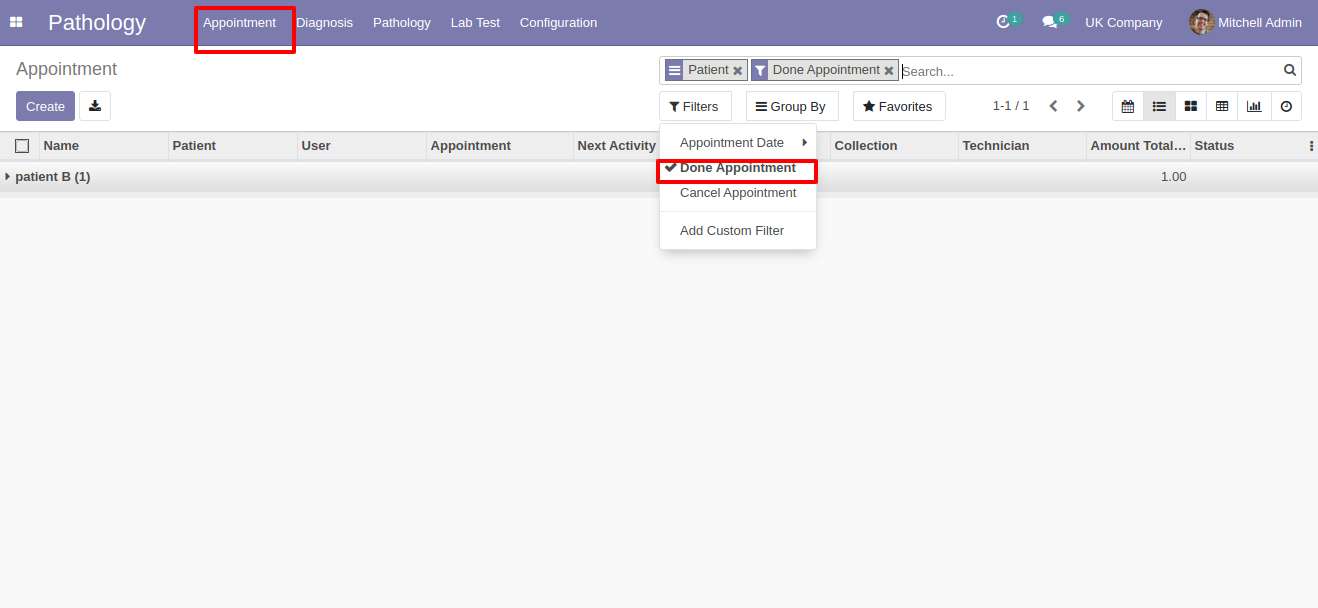 Pathology Appointment Diagnosis Pathology Lab Test Configuration 1 6 UK Company Mitchell Admin
Appointment
Patient Done Appointment Search...
Create Filters Group By Favorites 1-1 / 1
Name Patient User Appointment Next Activity Collection Technician Amount Total... Status
patient B (1) 1.00
Appointment Date
Done Appointment
Cancel Appointment
Add Custom Filter